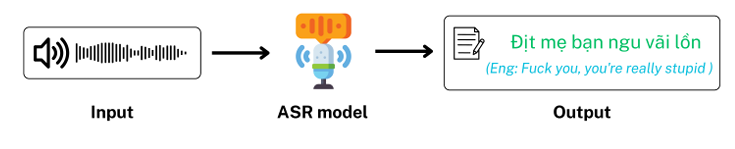 Địt mẹ bạn ngu vãi lồn
(Eng: Fuck you, you're really stupid )
Input
ASR model
Output